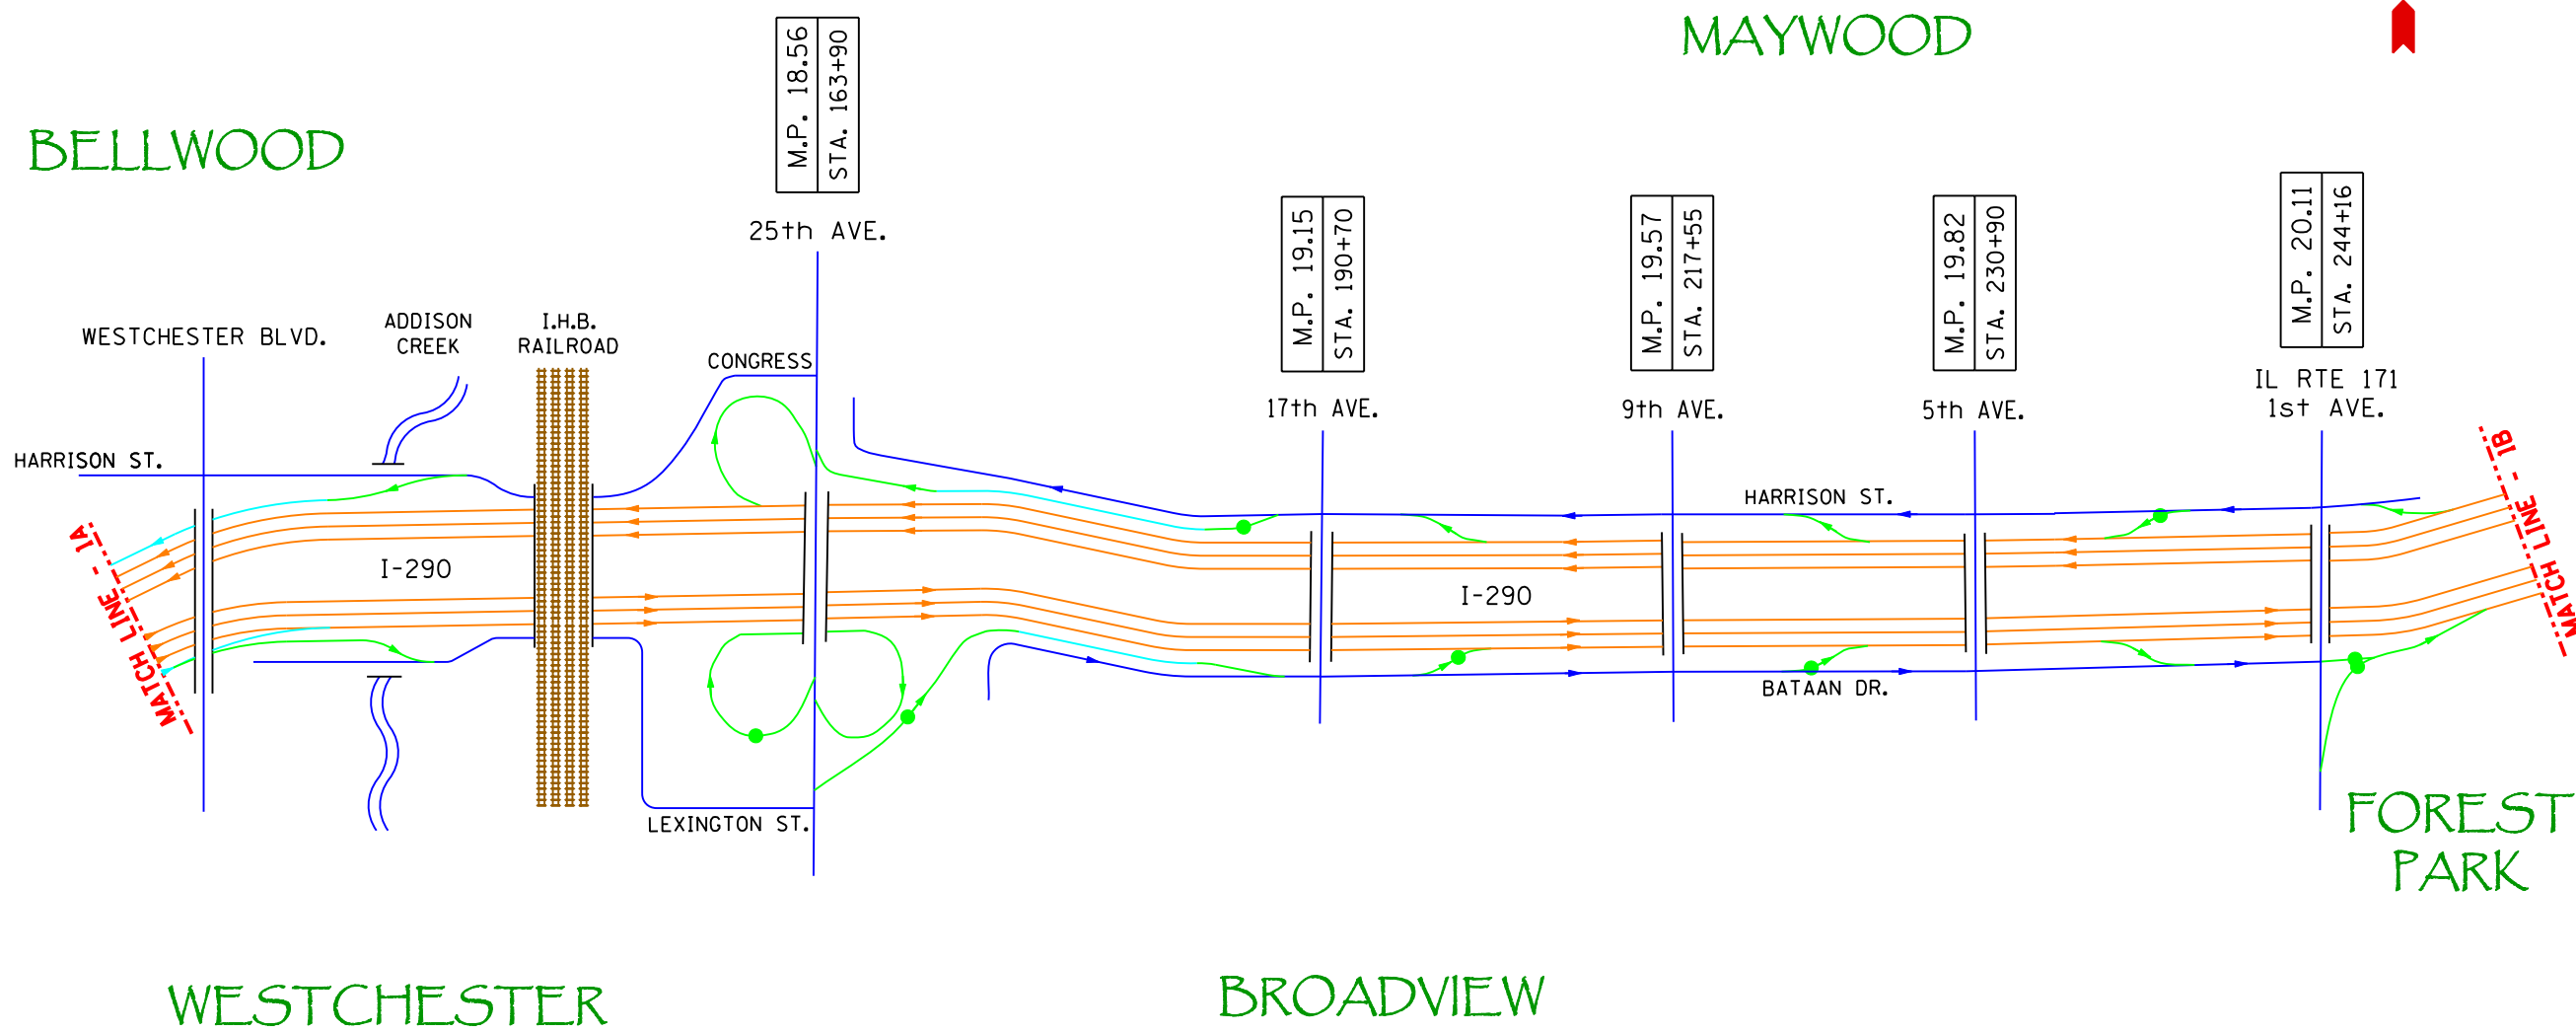 MAYWOOD
BELLWOOD
M.P. 18.56
STA. 163+90
25th AVE.
M.P. 19.15
STA. 190+70
17th AVE.
M.P. 19.57
STA. 217+55
9th AVE.
M.P. 19.82
STA. 230+90
5th AVE.
M.P. 20.11
STA. 244+16
IL RTE 171
1st AVE.
WESTCHESTER BLVD.
ADDISON
CREEK
I.H.B.
RAILROAD
CONGRESS
HARRISON ST.
HARRISON ST.
MATCH LINE - 1A
MATCH LINE - 1B
I-290
I-290
BATAAN DR.
LEXINGTON ST.
FOREST
PARK
WESTCHESTER
BROADVIEW